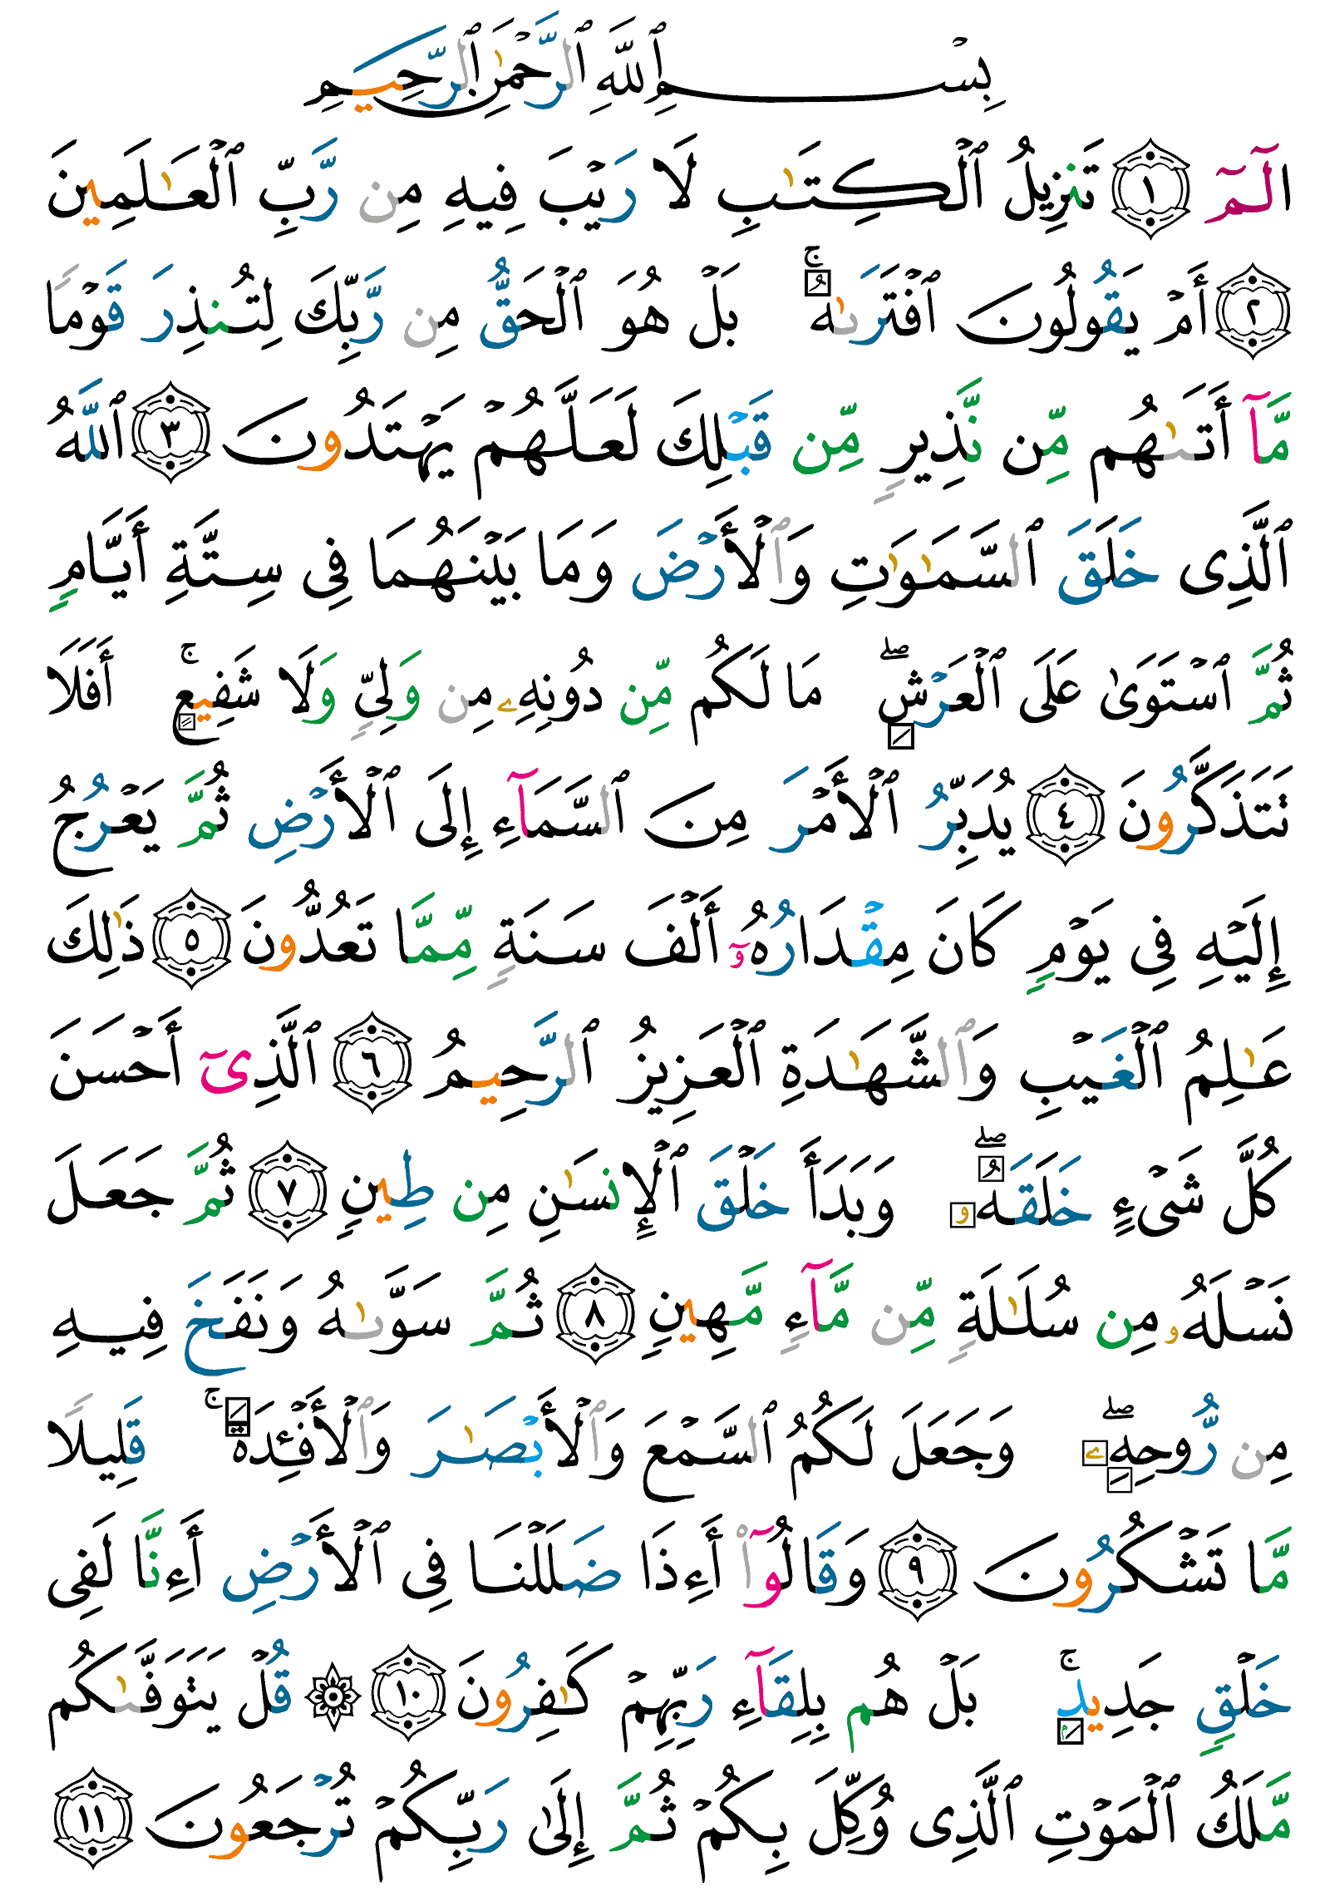 بِسْمِ ٱللَّهِ ٱلرَّحْمَٰنِ ٱلرَّحِيمِ
الٓمٓ ١ تَنزِيلُ ٱلْكِتَٰبِ لَا رَيْبَ فِيهِ مِن رَّبِّ ٱلْعَٰلَمِينَ
٢ أَمْ يَقُولُونَ ٱفْتَرَىٰهُ ۚ بَلْ هُوَ ٱلْحَقُّ مِن رَّبِّكَ لِتُنذِرَ قَوْمًا
مَّآ أَتَىٰهُم مِّن نَّذِيرٍ مِّن قَبْلِكَ لَعَلَّهُمْ يَهْتَدُونَ ٣ ٱللَّهُ
ٱلَّذِى خَلَقَ ٱلسَّمَٰوَٰتِ وَٱلْأَرْضَ وَمَا بَيْنَهُمَا فِى سِتَّةِ أَيَّامٍ
ثُمَّ ٱسْتَوَىٰ عَلَى ٱلْعَرْشِ ۖ مَا لَكُم مِّن دُونِهِۦ مِن وَلِىٍّ وَلَا شَفِيعٍ ۚ أَفَلَا
تَتَذَكَّرُونَ ٤ يُدَبِّرُ ٱلْأَمْرَ مِنَ ٱلسَّمَآءِ إِلَى ٱلْأَرْضِ ثُمَّ يَعْرُجُ
إِلَيْهِ فِى يَوْمٍ كَانَ مِقْدَارُهُۥٓ أَلْفَ سَنَةٍ مِّمَّا تَعُدُّونَ ٥ ذَٰلِكَ
عَٰلِمُ ٱلْغَيْبِ وَٱلشَّهَٰدَةِ ٱلْعَزِيزُ ٱلرَّحِيمُ ٦ ٱلَّذِىٓ أَحْسَنَ
كُلَّ شَىْءٍ خَلَقَهُۥ ۖ وَبَدَأَ خَلْقَ ٱلْإِنسَٰنِ مِن طِينٍ ٧ ثُمَّ جَعَلَ
نَسْلَهُۥ مِن سُلَٰلَةٍ مِّن مَّآءٍ مَّهِينٍ ٨ ثُمَّ سَوَّىٰهُ وَنَفَخَ فِيهِ
مِن رُّوحِهِۦ ۖ وَجَعَلَ لَكُمُ ٱلسَّمْعَ وَٱلْأَبْصَٰرَ وَٱلْأَفْـِٔدَةَ ۚ قَلِيلًا
مَّا تَشْكُرُونَ ٩ وَقَالُوٓا۟ أَءِذَا ضَلَلْنَا فِى ٱلْأَرْضِ أَءِنَّا لَفِى
خَلْقٍ جَدِيدٍۭ ۚ بَلْ هُم بِلِقَآءِ رَبِّهِمْ كَٰفِرُونَ ١٠ ۞ قُلْ يَتَوَفَّىٰكُم
مَّلَكُ ٱلْمَوْتِ ٱلَّذِى وُكِّلَ بِكُمْ ثُمَّ إِلَىٰ رَبِّكُمْ تُرْجَعُونَ ١١